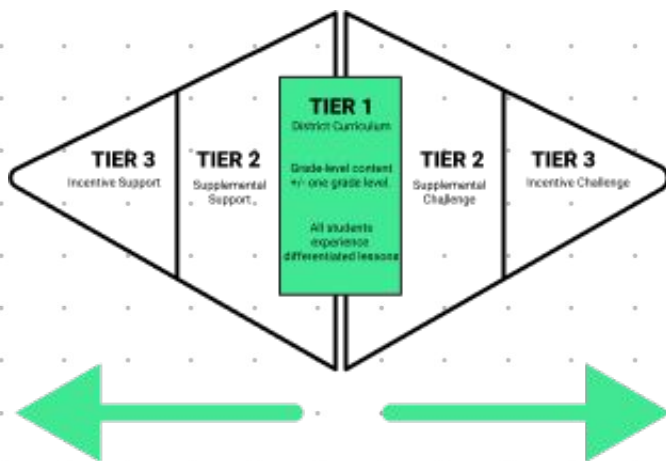 TIER 1
District Curriculum
Grade-level content
+/- one grade level
All students
experience
differentiated lessons
TIER 3
Incentive Support
TIER 2
Supplemental
Support
TIER 2
Supplemental
Challenge
TIER 3
Incentive Challenge